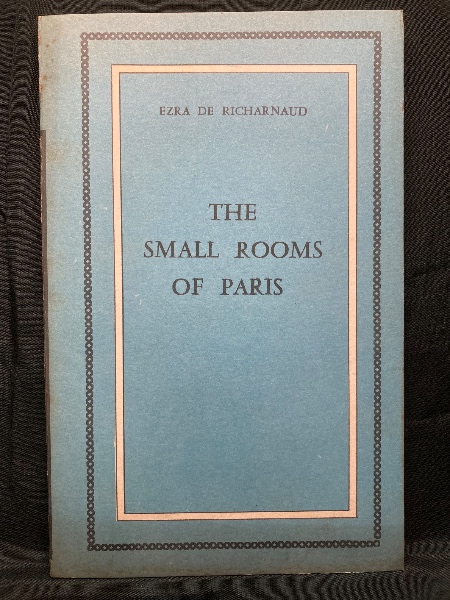 EZRA DE RICHARNAUD
THE
SMALL ROOMS
OF PARIS